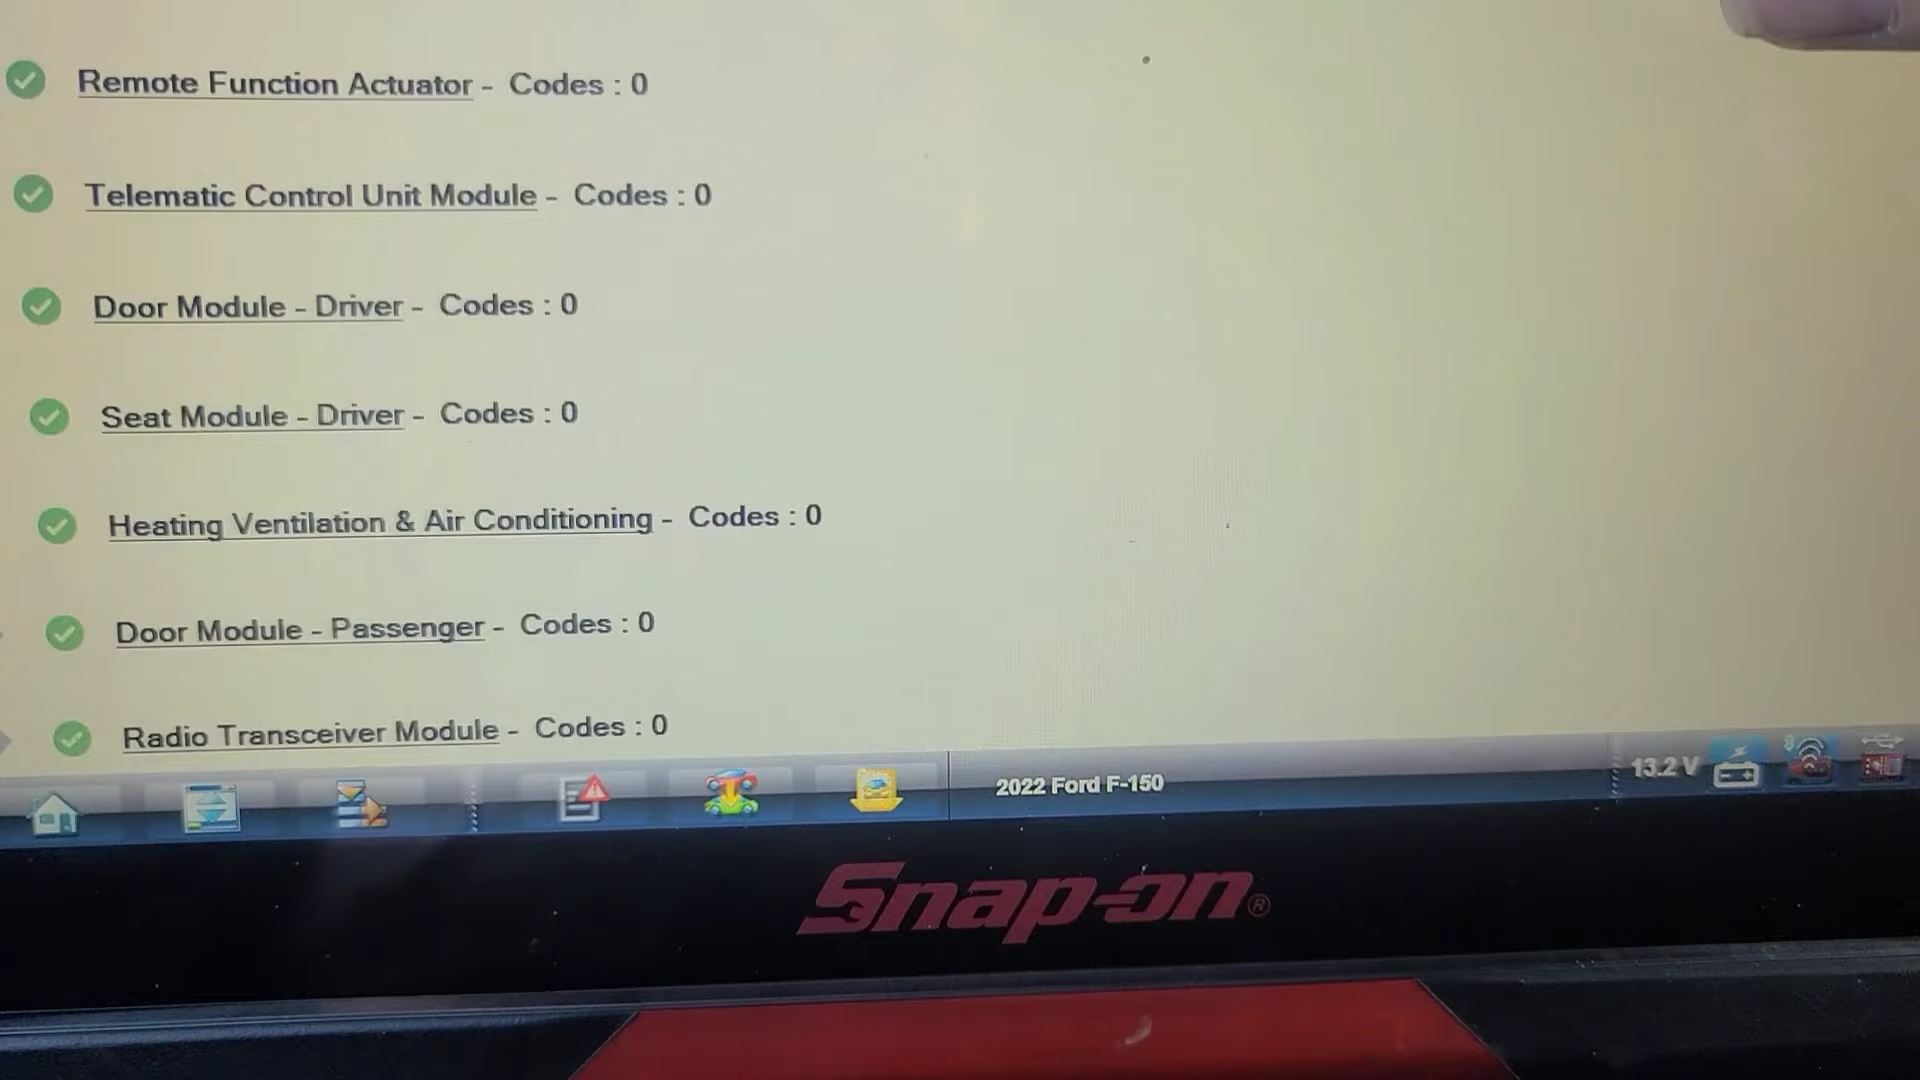 Remote Function Actuator - Codes : 0
Telematic Control Unit Module - Codes : 0
Door Module - Driver - Codes : 0
Seat Module - Driver - Codes : 0
Heating Ventilation & Air Conditioning - Codes : 0
Door Module - Passenger - Codes : 0
Radio Transceiver Module - Codes : 0
2022 Ford F-150
13.2 V
Snap-on®